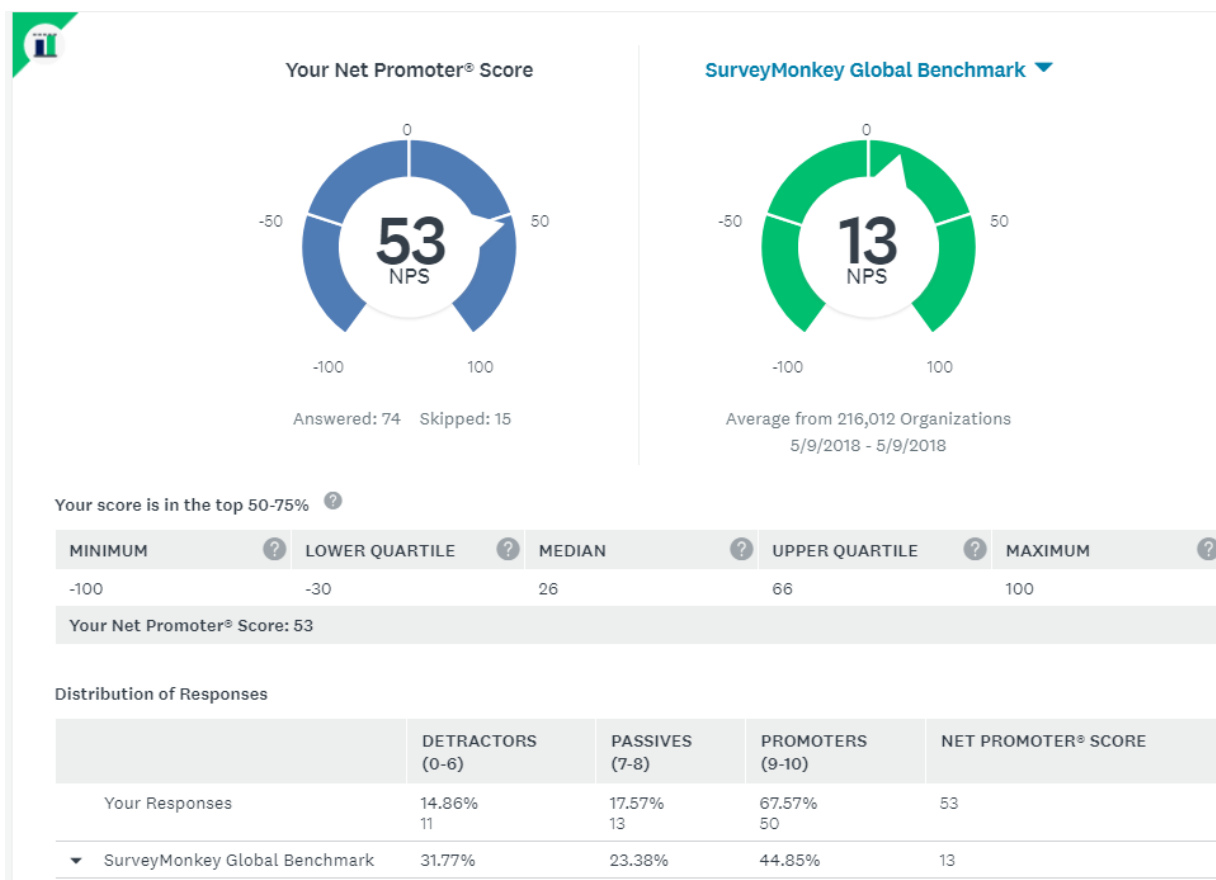 Your Net Promoter® Score
SurveyMonkey Global Benchmark
0
-50
50
53
NPS
-100
100
Answered: 74 Skipped: 15
0
-50
50
13
NPS
-100
100
Average from 216,012 Organizations
5/9/2018 - 5/9/2018
Your score is in the top 50-75% ?
MINIMUM ? LOWER QUARTILE ? MEDIAN ? UPPER QUARTILE ? MAXIMUM ?
-100 -30 26 66 100
Your Net Promoter® Score: 53
Distribution of Responses
DETRACTORS (0-6) PASSIVES (7-8) PROMOTERS (9-10) NET PROMOTER® SCORE
Your Responses 14.86% 17.57% 67.57% 53
11 13 50
SurveyMonkey Global Benchmark 31.77% 23.38% 44.85% 13